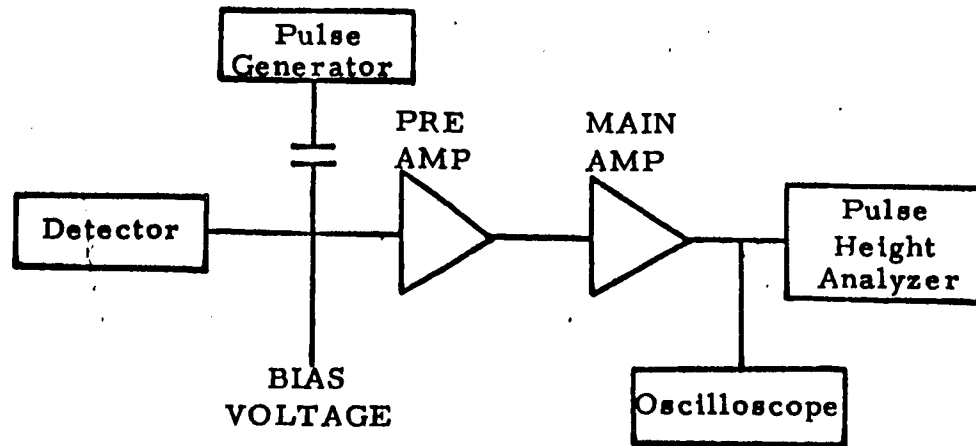 Pulse
Generator
PRE
AMP
MAIN
AMP
Detector
Pulse
Height
Analyzer
BIAS
VOLTAGE
Oscilloscope